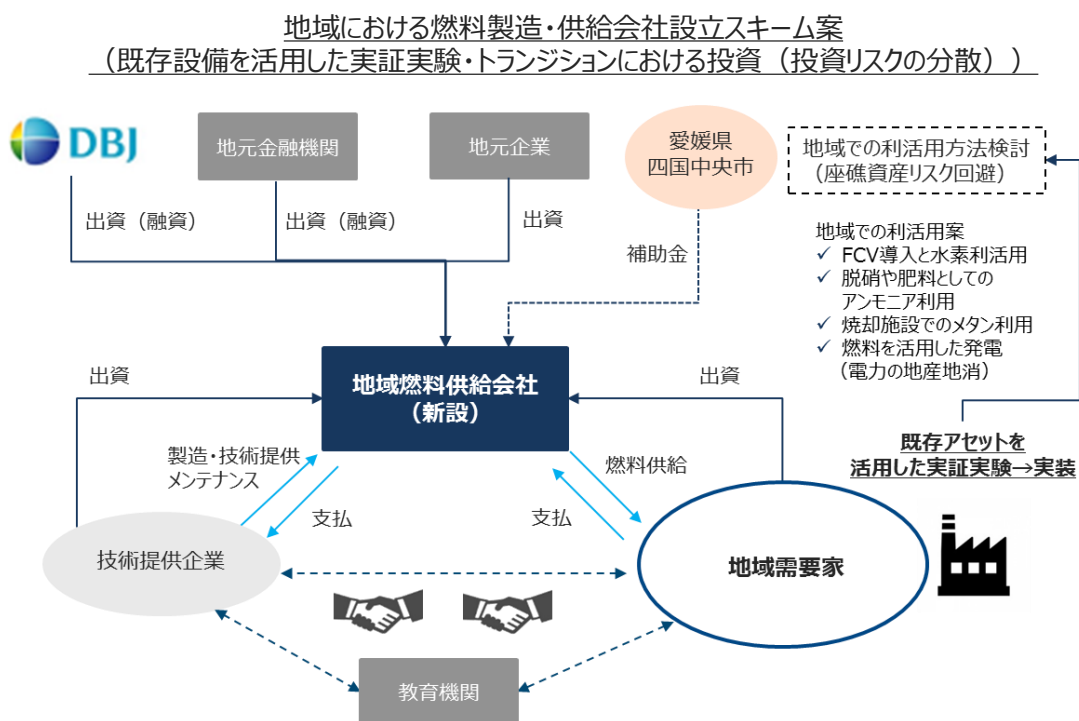 地域における燃料製造・供給会社設立スキーム案
（既存設備を活用した実証実験・トランジションにおける投資（投資リスクの分散））
DBJ
地元金融機関
地元企業
愛媛県
四国中央市
地域での利活用方法検討
（座礁資産リスク回避）
出資（融資）
出資（融資）
出資
補助金
地域での利活用案
✓ FCV導入と水素利活用
✓ 脱硝や肥料としての
アンモニア利用
✓ 焼却施設でのメタン利用
✓ 燃料を活用した発電
（電力の地産地消）
出資
地域燃料供給会社
（新設）
出資
既存アセットを
活用した実証実験→実装
製造・技術提供
メンテナンス
燃料供給
支払
支払
技術提供企業
地域需要家
教育機関